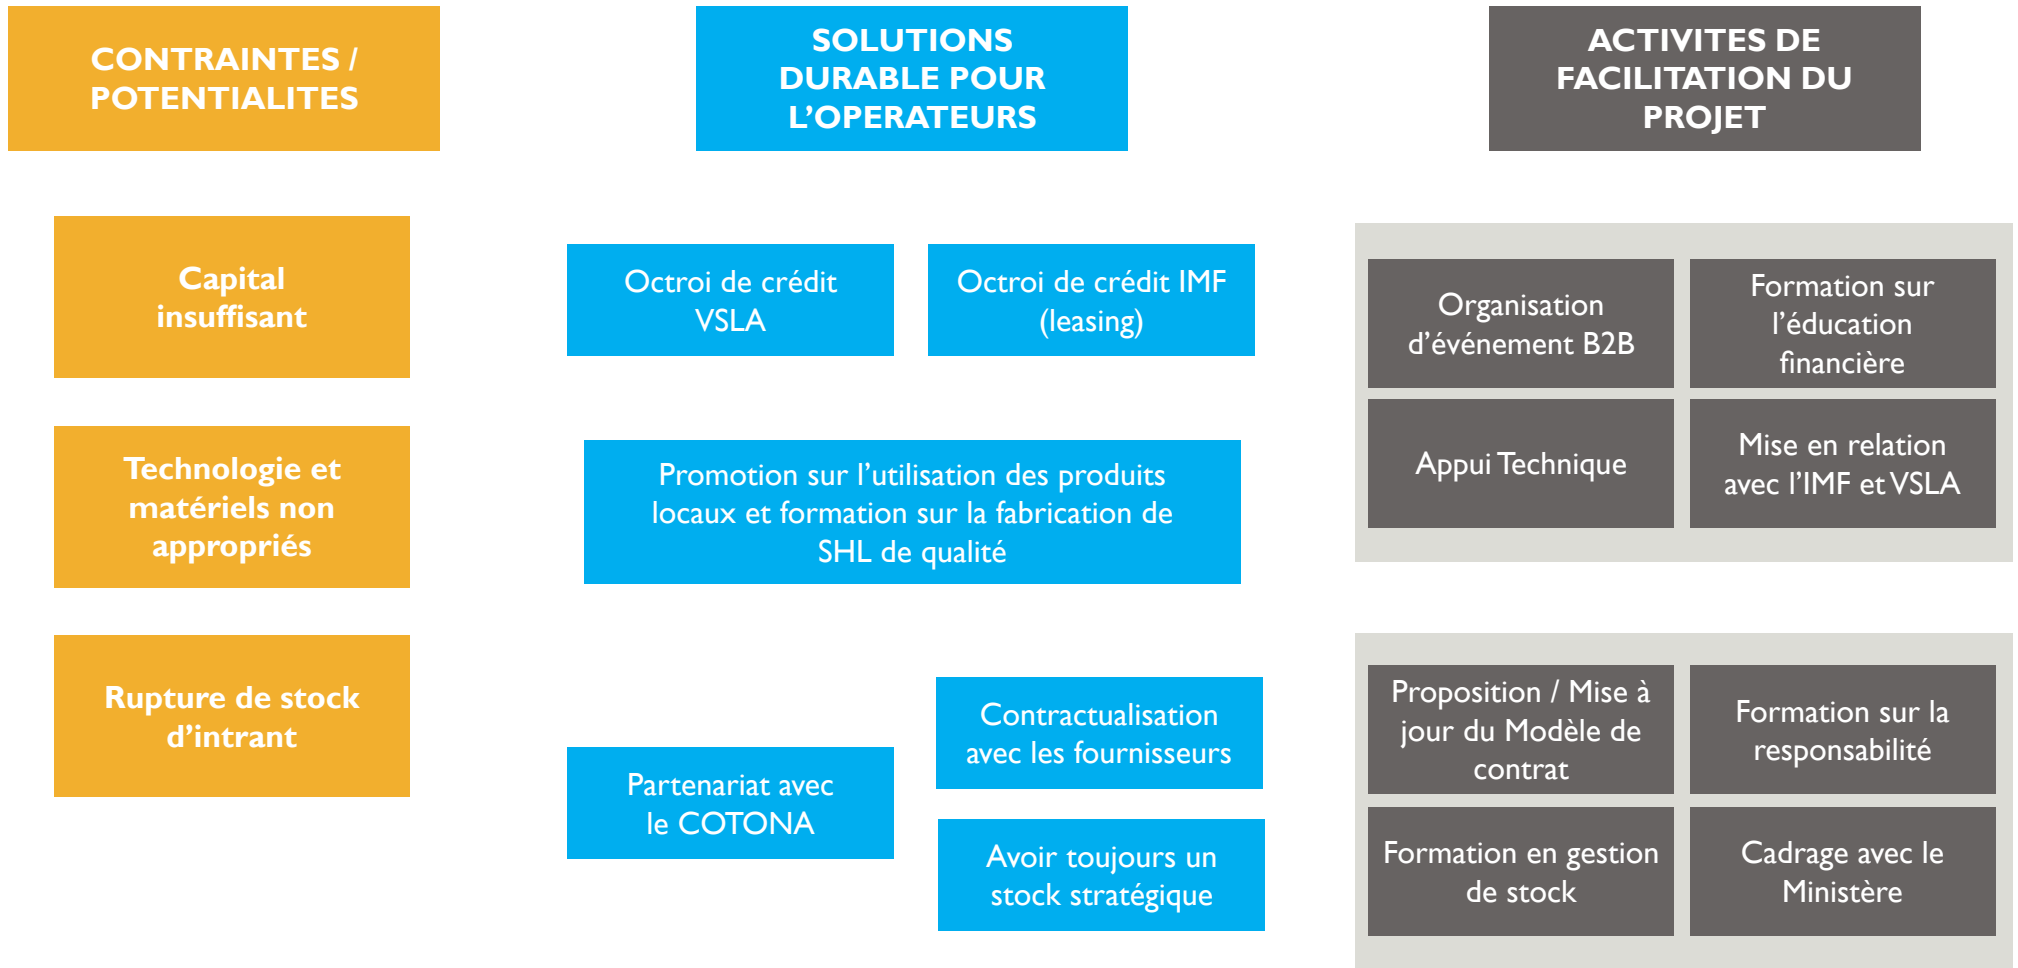 CONTRAINTES /
POTENTIALITES
SOLUTIONS
DURABLE POUR
L’OPERATEURS
ACTIVITES DE
FACILITATION DU
PROJET
Capital
insuffisant
Octroi de crédit
VSLA
Octroi de crédit IMF
(leasing)
Organisation
d’événement B2B
Formation sur
l’éducation
financière
Appui Technique
Mise en relation
avec l’IMF et VSLA
Technologie et
matériels non
appropriés
Promotion sur l’utilisation des produits
locaux et formation sur la fabrication de
SHL de qualité
Rupture de stock
d’intrant
Partenariat avec
le COTONA
Contractualisation
avec les fournisseurs
Avoir toujours un
stock stratégique
Proposition / Mise à
jour du Modèle de
contrat
Formation sur la
responsabilité
Formation en gestion
de stock
Cadrage avec le
Ministère